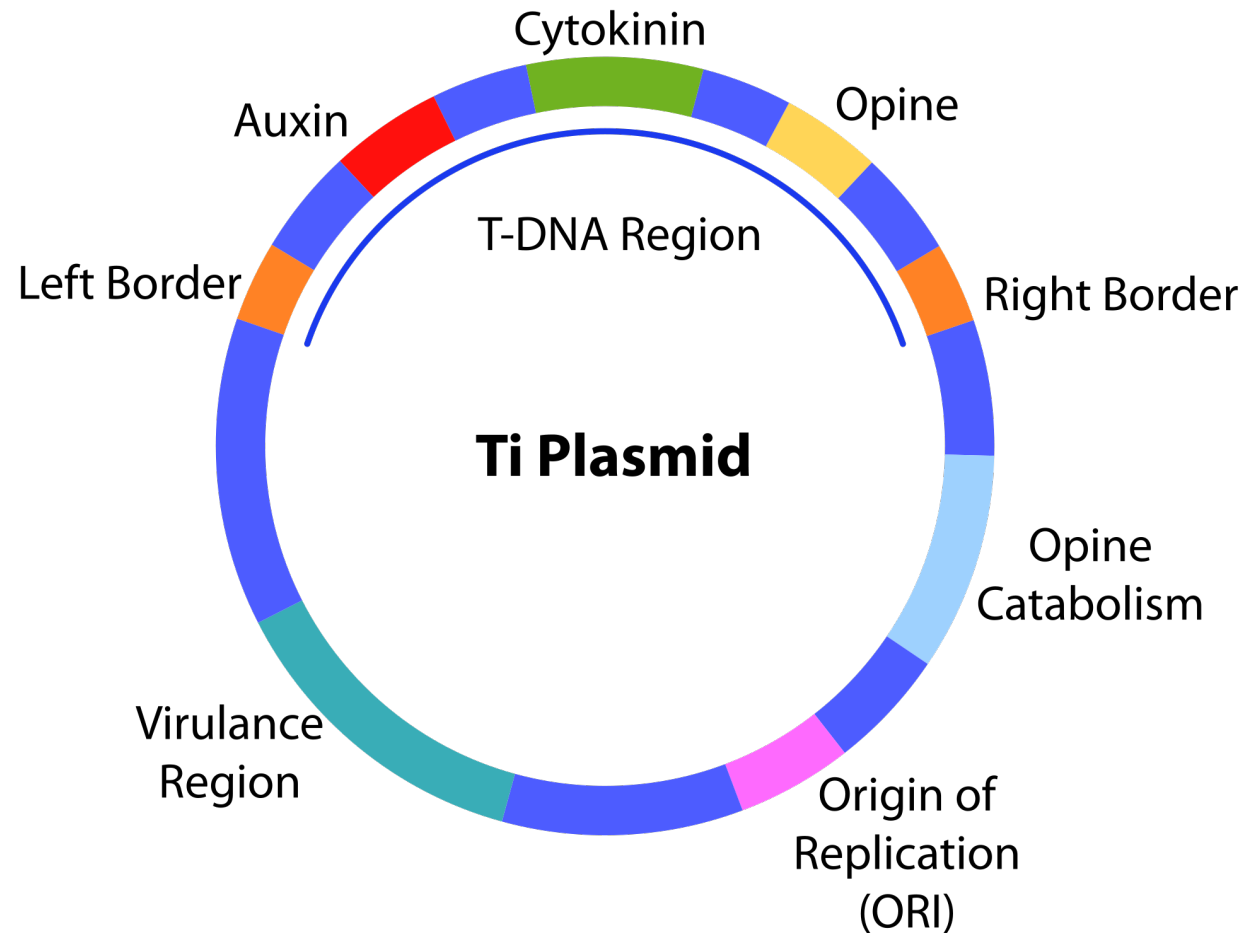 Cytokinin
Auxin
Opine
T-DNA Region
Left Border
Right Border
Ti Plasmid
Opine
Catabolism
Virulance
Region
Origin of
Replication
(ORI)